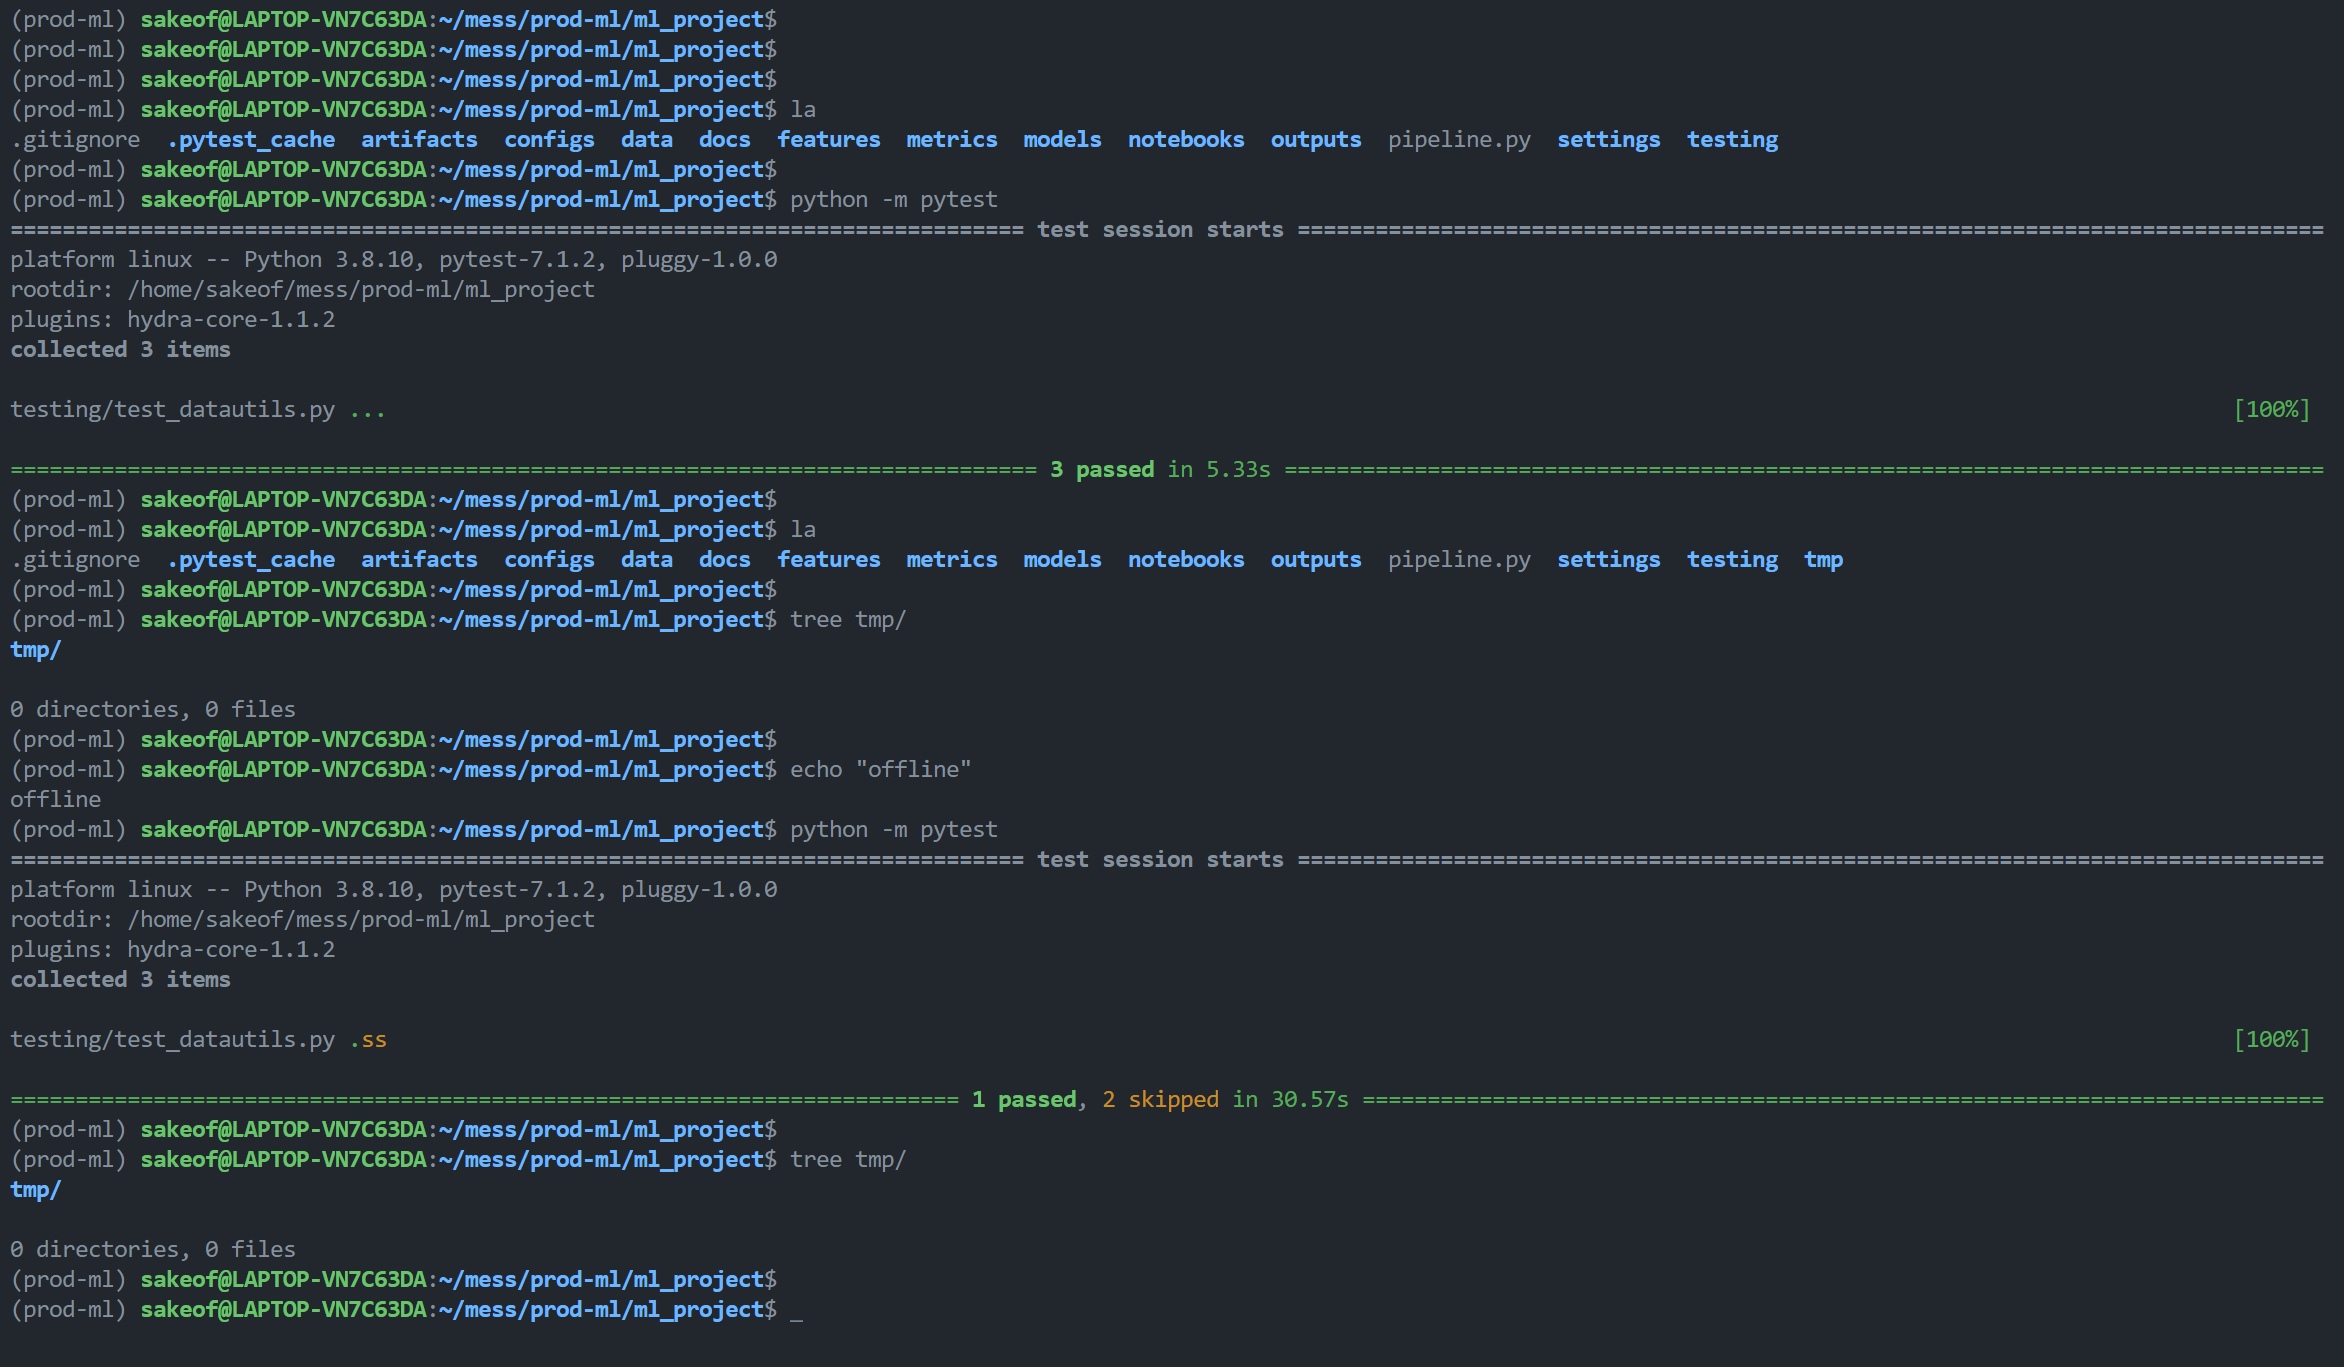 (prod-ml) sakeof@LAPTOP-VN7C63DA:~/mess/prod-ml/ml_project$
(prod-ml) sakeof@LAPTOP-VN7C63DA:~/mess/prod-ml/ml_project$
(prod-ml) sakeof@LAPTOP-VN7C63DA:~/mess/prod-ml/ml_project$
(prod-ml) sakeof@LAPTOP-VN7C63DA:~/mess/prod-ml/ml_project$ la
.gitignore  .pytest_cache  artifacts  configs  data  docs  features  metrics  models  notebooks  outputs  pipeline.py  settings  testing
(prod-ml) sakeof@LAPTOP-VN7C63DA:~/mess/prod-ml/ml_project$
(prod-ml) sakeof@LAPTOP-VN7C63DA:~/mess/prod-ml/ml_project$ python -m pytest
============================================================================== test session starts ===============================================================================
platform linux -- Python 3.8.10, pytest-7.1.2, pluggy-1.0.0
rootdir: /home/sakeof/mess/prod-ml/ml_project
plugins: hydra-core-1.1.2
collected 3 items
testing/test_datautils.py ... [100%]
=============================================================================== 3 passed in 5.33s ================================================================================
(prod-ml) sakeof@LAPTOP-VN7C63DA:~/mess/prod-ml/ml_project$
(prod-ml) sakeof@LAPTOP-VN7C63DA:~/mess/prod-ml/ml_project$ la
.gitignore  .pytest_cache  artifacts  configs  data  docs  features  metrics  models  notebooks  outputs  pipeline.py  settings  testing  tmp
(prod-ml) sakeof@LAPTOP-VN7C63DA:~/mess/prod-ml/ml_project$
(prod-ml) sakeof@LAPTOP-VN7C63DA:~/mess/prod-ml/ml_project$ tree tmp/
tmp/
0 directories, 0 files
(prod-ml) sakeof@LAPTOP-VN7C63DA:~/mess/prod-ml/ml_project$
(prod-ml) sakeof@LAPTOP-VN7C63DA:~/mess/prod-ml/ml_project$ echo "offline"
offline
(prod-ml) sakeof@LAPTOP-VN7C63DA:~/mess/prod-ml/ml_project$ python -m pytest
============================================================================== test session starts ===============================================================================
platform linux -- Python 3.8.10, pytest-7.1.2, pluggy-1.0.0
rootdir: /home/sakeof/mess/prod-ml/ml_project
plugins: hydra-core-1.1.2
collected 3 items
testing/test_datautils.py .ss [100%]
========================================================================= 1 passed, 2 skipped in 30.57s ==========================================================================
(prod-ml) sakeof@LAPTOP-VN7C63DA:~/mess/prod-ml/ml_project$
(prod-ml) sakeof@LAPTOP-VN7C63DA:~/mess/prod-ml/ml_project$ tree tmp/
tmp/
0 directories, 0 files
(prod-ml) sakeof@LAPTOP-VN7C63DA:~/mess/prod-ml/ml_project$
(prod-ml) sakeof@LAPTOP-VN7C63DA:~/mess/prod-ml/ml_project$ _